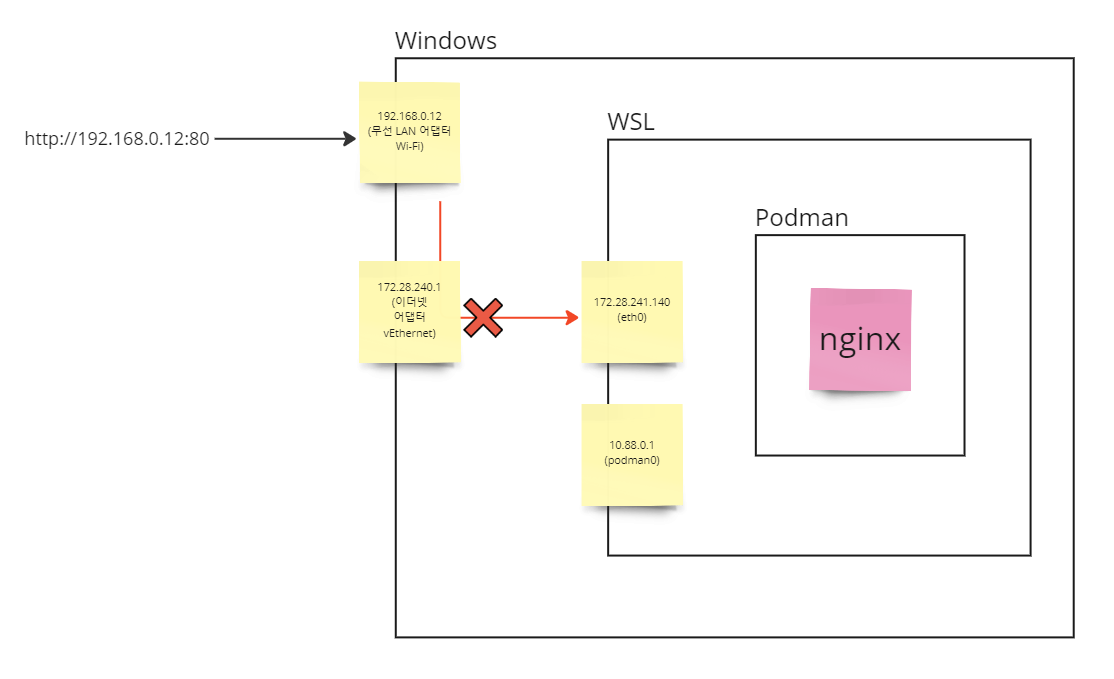 Windows
192.168.0.12
(무선 LAN 어댑터
Wi-Fi)
http://192.168.0.12:80
WSL
Podman
172.28.240.1
(이더넷
어댑터
vEthernet)
172.28.241.140
(eth0)
nginx
10.88.0.1
(podman0)